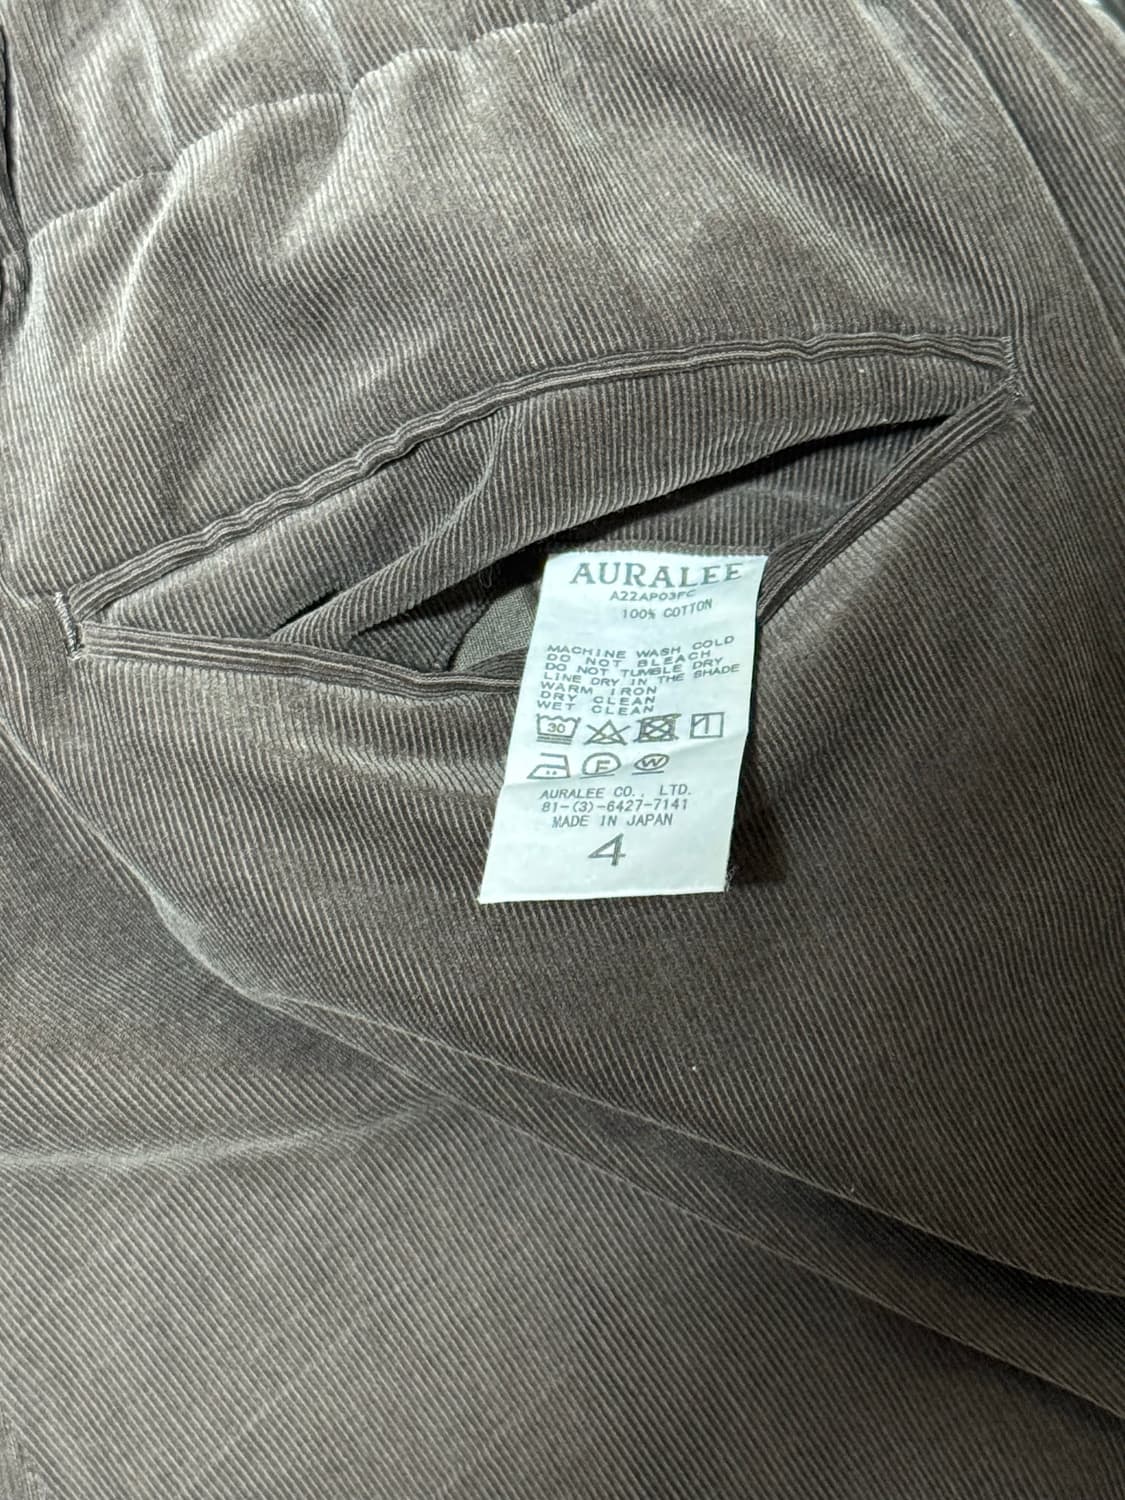 AURALEE
A22AP03FC
100% COTTON
MACHINE WASH COLD
DO NOT BLEACH
DO NOT TUMBLE DRY
LINE DRY IN THE SHADE
WARM IRON
DRY CLEAN
WET CLEAN
30
F W
AURALEE CO., LTD.
81-(3)-6427-7141
MADE IN JAPAN
4